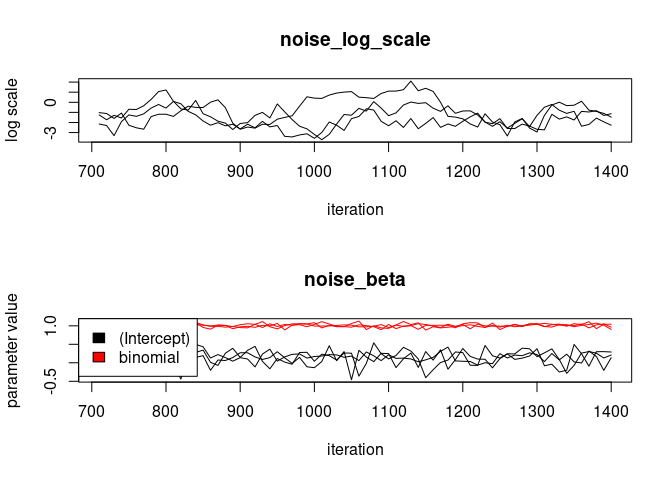 noise_log_scale
log scale
0
-3
700 800 900 1000 1100 1200 1300 1400
iteration
noise_beta
parameter value
1.0
-0.5
(Intercept)
binomial
700 800 900 1000 1100 1200 1300 1400
iteration